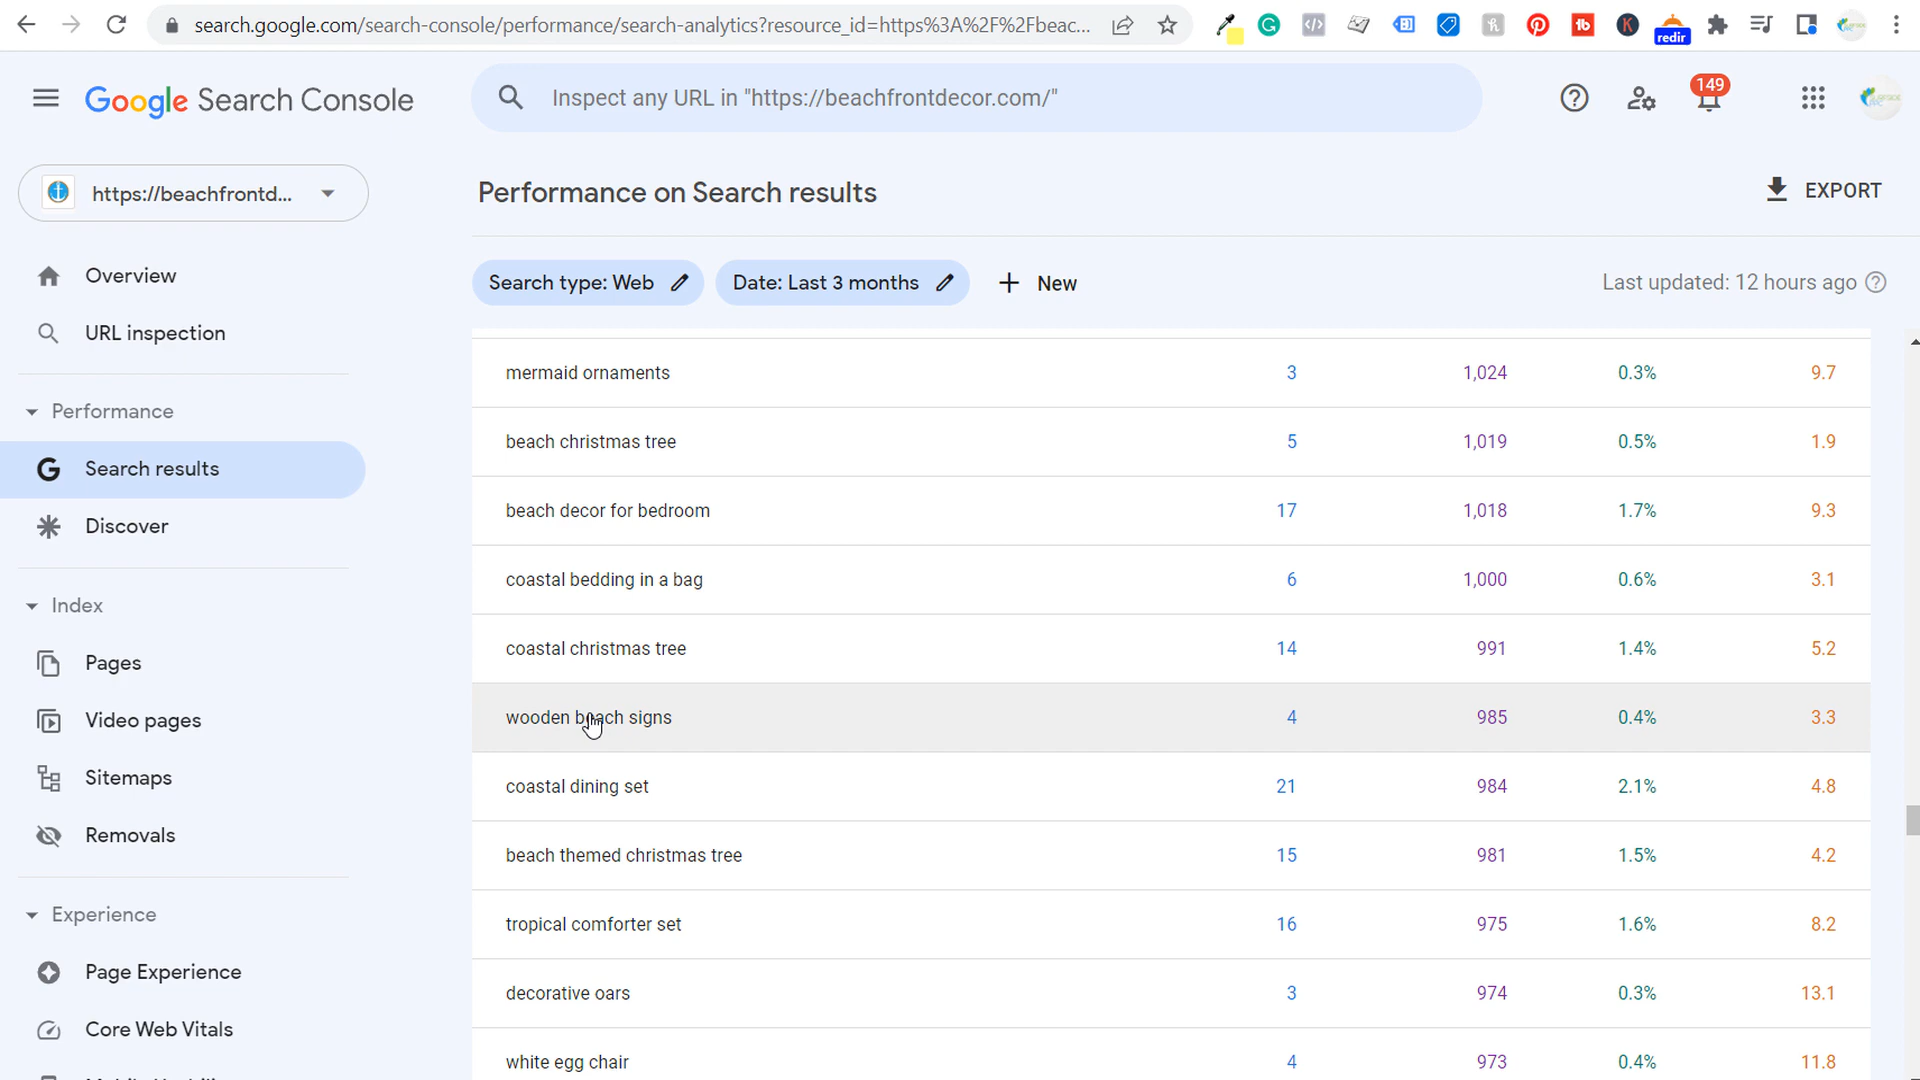 search.google.com/search-console/performance/search-analytics?resource_id=https%3A%2F%2Fbeac...
redir
Google Search Console
Inspect any URL in "https://beachfrontdecor.com/"
149
https://beachfrontd...
Performance on Search results
EXPORT
Search type: Web
Date: Last 3 months
New
Last updated: 12 hours ago
Overview
URL inspection
Performance
Search results
Discover
Index
Pages
Video pages
Sitemaps
Removals
Experience
Page Experience
Core Web Vitals
mermaid ornaments 3 1,024 0.3% 9.7
beach christmas tree 5 1,019 0.5% 1.9
beach decor for bedroom 17 1,018 1.7% 9.3
coastal bedding in a bag 6 1,000 0.6% 3.1
coastal christmas tree 14 991 1.4% 5.2
wooden beach signs 4 985 0.4% 3.3
coastal dining set 21 984 2.1% 4.8
beach themed christmas tree 15 981 1.5% 4.2
tropical comforter set 16 975 1.6% 8.2
decorative oars 3 974 0.3% 13.1
white egg chair 4 973 0.4% 11.8